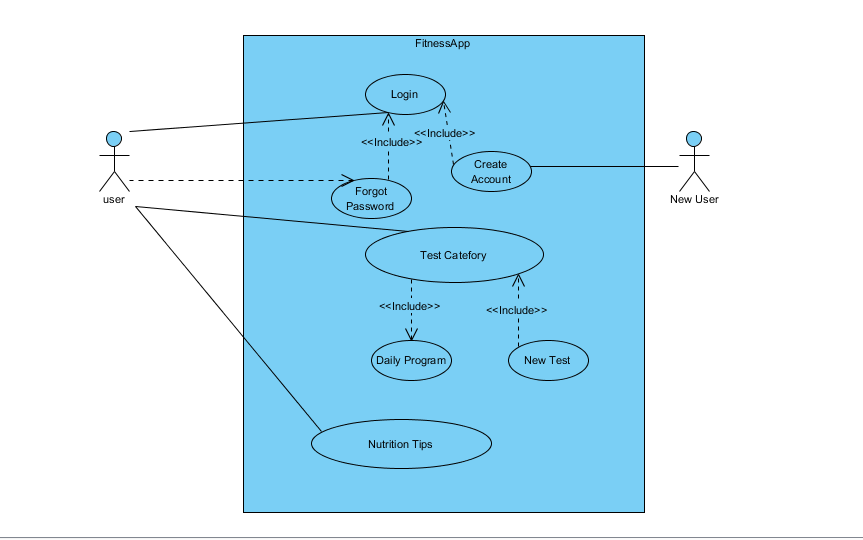 FitnessApp
Login
<<Include>>
<<Include>>
Create
Account
user
New User
Forgot
Password
Test Catefory
<<Include>>
<<Include>>
Daily Program
New Test
Nutrition Tips